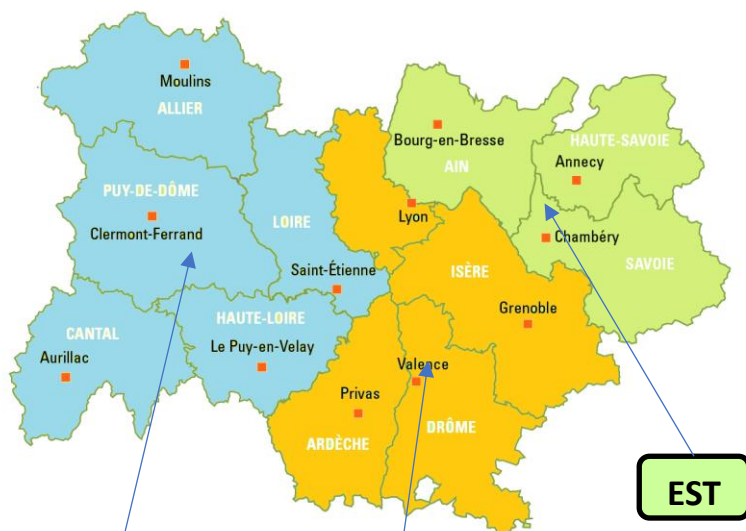 Moulins
ALLIER
Bourg-en-Bresse
AIN
HAUTE-SAVOIE
Annecy
PUY-DE-DÔME
Clermont-Ferrand
LOIRE
Lyon
Chambéry
SAVOIE
Saint-Étienne
ISÈRE
Grenoble
CANTAL
Aurillac
HAUTE-LOIRE
Le Puy-en-Velay
Valence
Privas
ARDÈCHE
DRÔME
EST